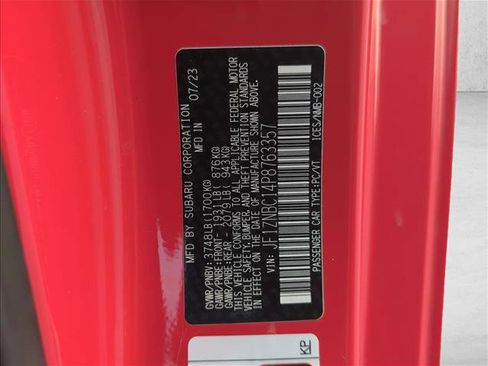 MFD BY SUBARU CORPORATION 07/23
MFD IN
GVWR/PNBV: 3748LB(1700KG)
GAWR/PNBE:FRONT- 1931LB( 876KG)
GAWR/PNBE:REAR - 2079LB( 943KG)
THIS VEHICLE CONFORMS TO ALL APPLICABLE FEDERAL MOTOR
VEHICLE SAFETY, BUMPER, AND THEFT PREVENTION STANDARDS
IN EFFECT ON THE DATE OF MANUFACTURE SHOWN ABOVE.
VIN: JF1ZNBC14P8763357
PASSENGER CAR TYPE:PC/VT ICES/NMB-002
KP